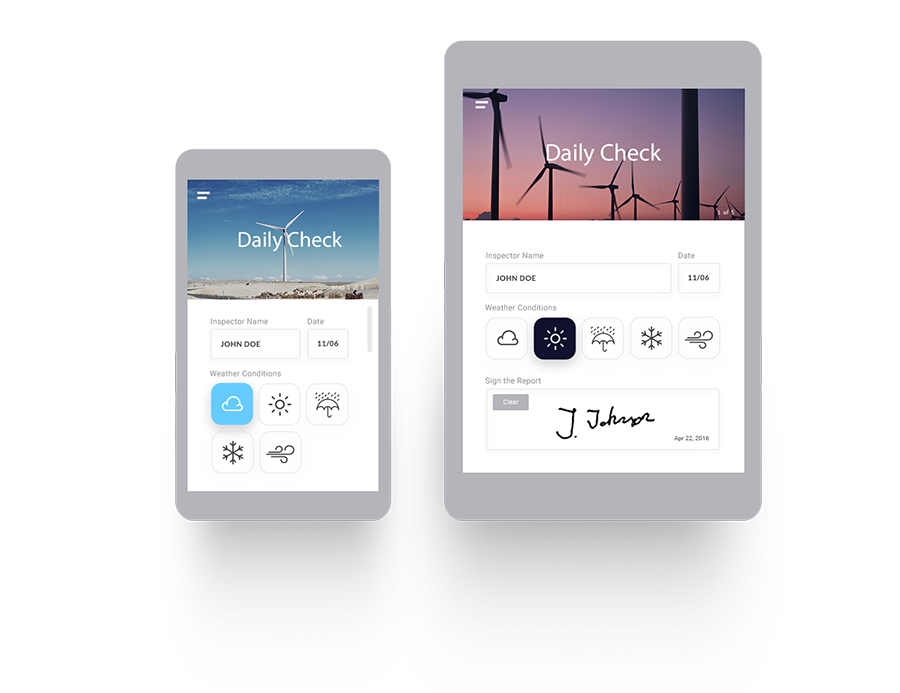 Daily Check
Inspector Name
Date
JOHN DOE
11/06
Weather Conditions
Daily Check
1 of 5
Inspector Name
Date
JOHN DOE
11/06
Weather Conditions
Sign the Report
Clear
J. Johnson
Apr 22, 2016